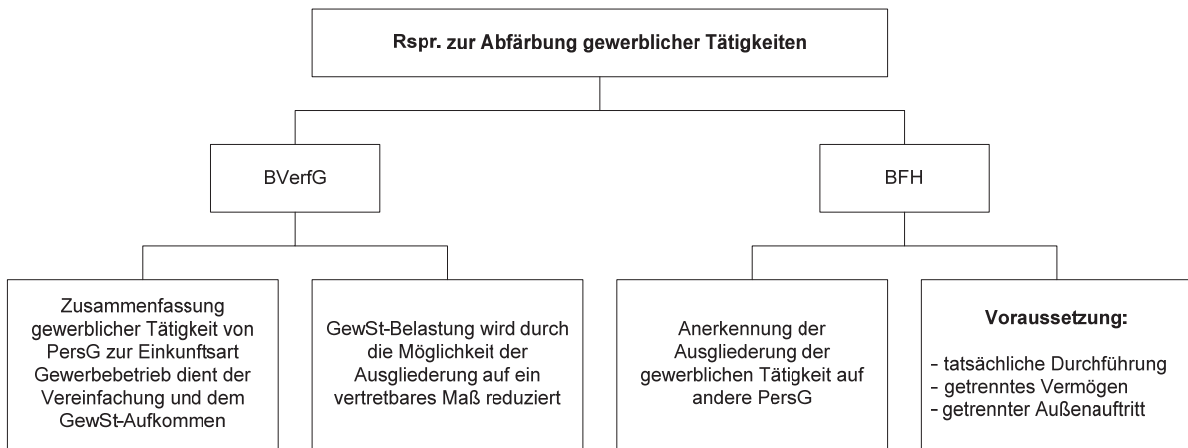 Rspr. zur Abfärbung gewerblicher Tätigkeiten
BVerfG
BFH
Zusammenfassung
gewerblicher Tätigkeit von
PersG zur Einkunftsart
Gewerbebetrieb dient der
Vereinfachung und dem
GewSt-Aufkommen
GewSt-Belastung wird durch
die Möglichkeit der
Ausgliederung auf ein
vertretbares Maß reduziert
Anerkennung der
Ausgliederung der
gewerblichen Tätigkeit auf
andere PersG
Voraussetzung:
– tatsächliche Durchführung
– getrenntes Vermögen
– getrennter Außenauftritt